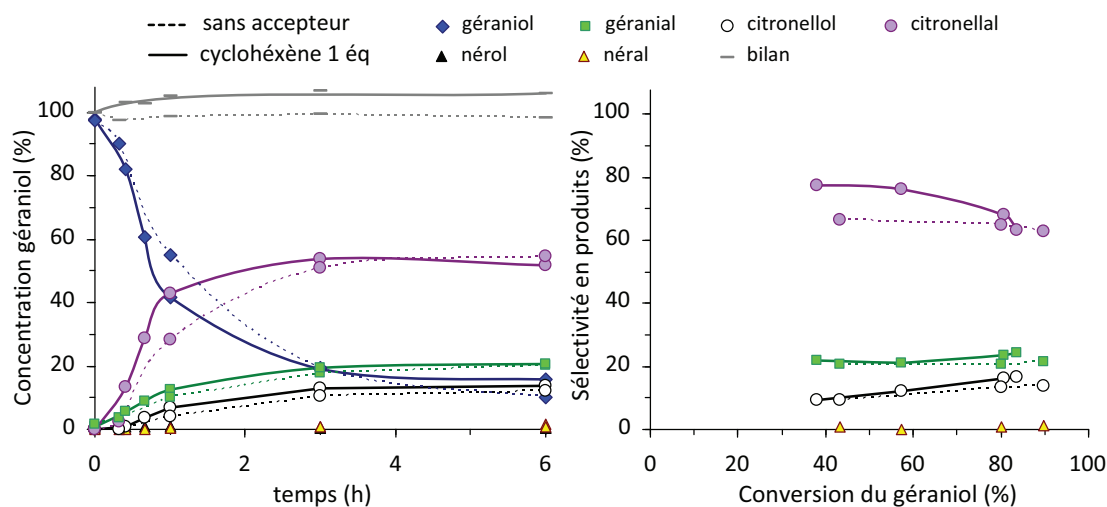 sans accepteur géraniol géranial citronellol citronellal
cyclohéxène 1 éq nérol néral bilan
Concentration géraniol (%)
100
80
60
40
20
0
0 2 4 6
temps (h)
Sélectivité en produits (%)
100
80
60
40
20
0
0 20 40 60 80 100
Conversion du géraniol (%)